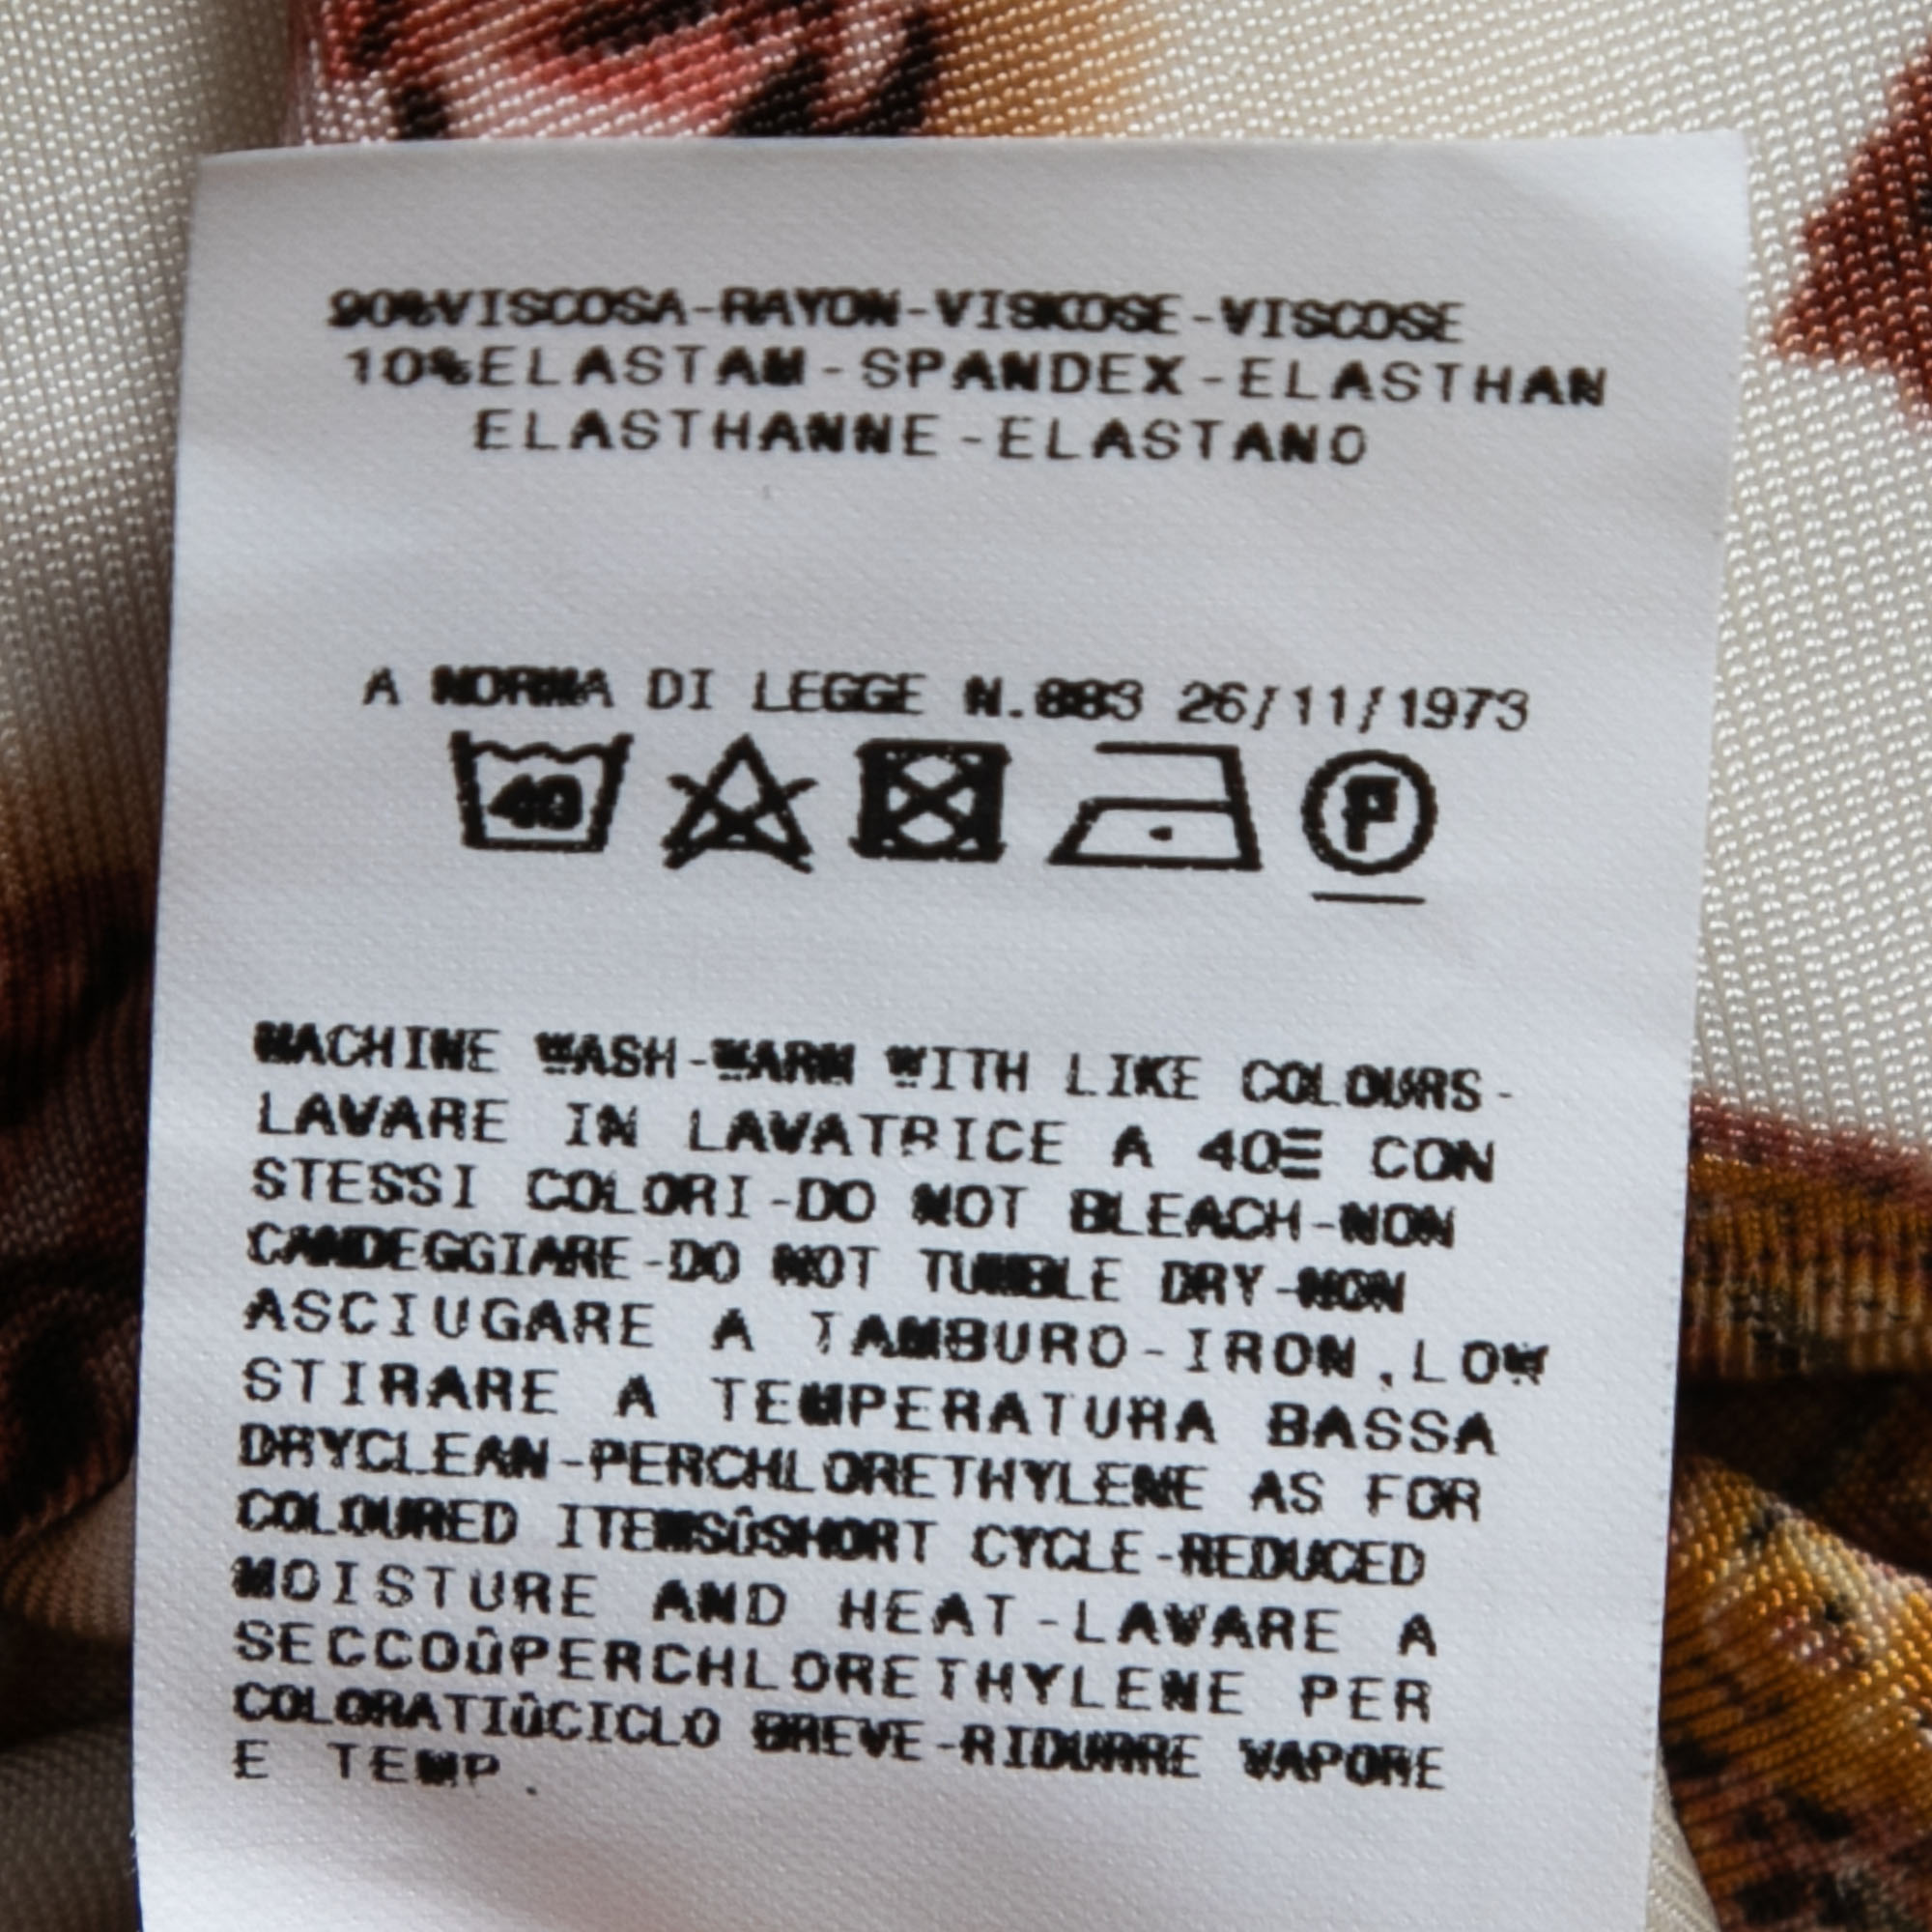 90%VISCOSA-RAYON-VISKOSE-VISCOSE
10%ELASTAM-SPANDEX-ELASTHAN
ELASTHANNE-ELASTANO
A NORMA DI LEGGE N.883 26/11/1973
40
P
MACHINE WASH-WARM WITH LIKE COLOURS-
LAVARE IN LAVATRICE A 40Ξ CON
STESSI COLORI-DO NOT BLEACH-NON
CANDEGGIARE-DO NOT TUMBLE DRY-NON
ASCIUGARE A TAMBURO-IRON,LOW
STIRARE A TEMPERATURA BASSA
DRYCLEAN-PERCHLORETHYLENE AS FOR
COLOURED ITEMSÛSHORT CYCLE-REDUCED
MOISTURE AND HEAT-LAVARE A
SECCOÛPERCHLORETHYLENE PER
COLORATIÛCICLO BREVE-RIDURRE VAPORE
E TEMP.